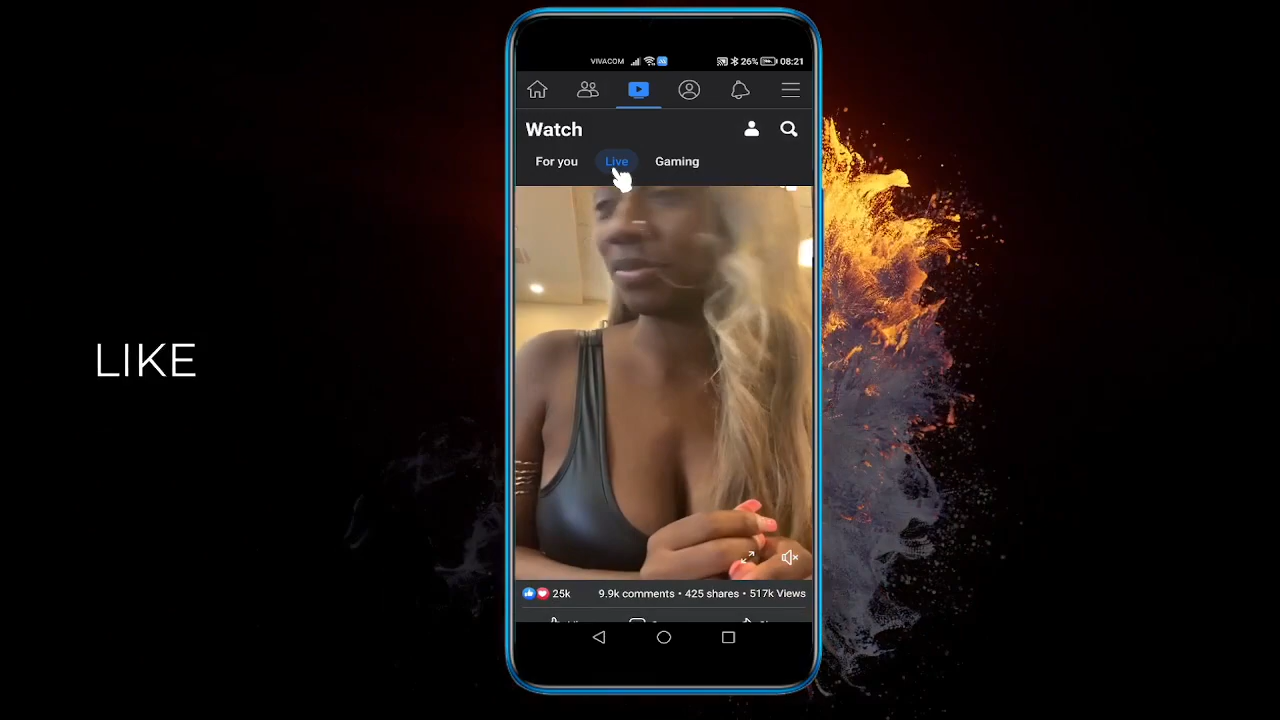 VIVACOM 26% 08:21
Watch
For you Live Gaming
LIKE
25k 9.9k comments • 425 shares • 517k Views